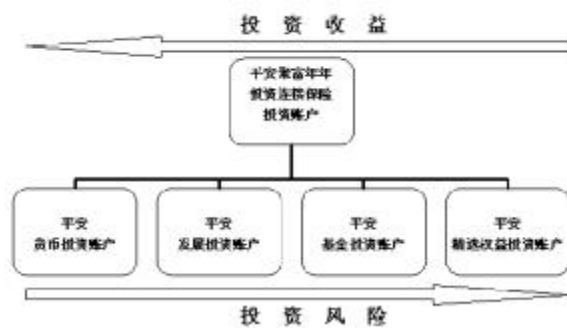 投资收益
平安聚富年年
投资连接保险
投资账户
平安
货币投资账户
平安
发展投资账户
平安
基金投资账户
平安
精选权益投资账户
投资风险